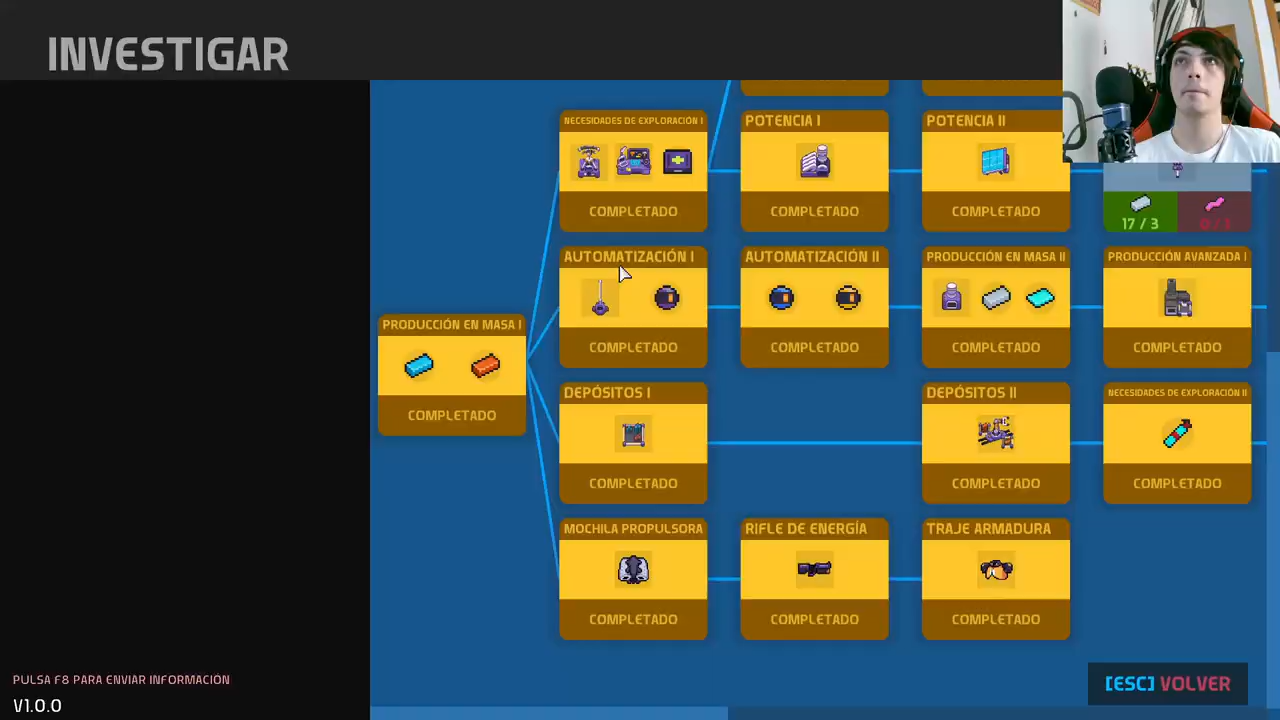 INVESTIGAR
NECESIDADES DE EXPLORACIÓN I
COMPLETADO
POTENCIA I
COMPLETADO
POTENCIA II
COMPLETADO
17 / 3
AUTOMATIZACIÓN I
COMPLETADO
AUTOMATIZACIÓN II
COMPLETADO
PRODUCCIÓN EN MASA II
COMPLETADO
PRODUCCIÓN AVANZADA I
COMPLETADO
PRODUCCIÓN EN MASA I
COMPLETADO
DEPÓSITOS I
COMPLETADO
DEPÓSITOS II
COMPLETADO
NECESIDADES DE EXPLORACIÓN II
COMPLETADO
MOCHILA PROPULSORA
COMPLETADO
RIFLE DE ENERGÍA
COMPLETADO
TRAJE ARMADURA
COMPLETADO
PULSA F8 PARA ENVIAR INFORMACIÓN
V1.0.0
[ESC] VOLVER